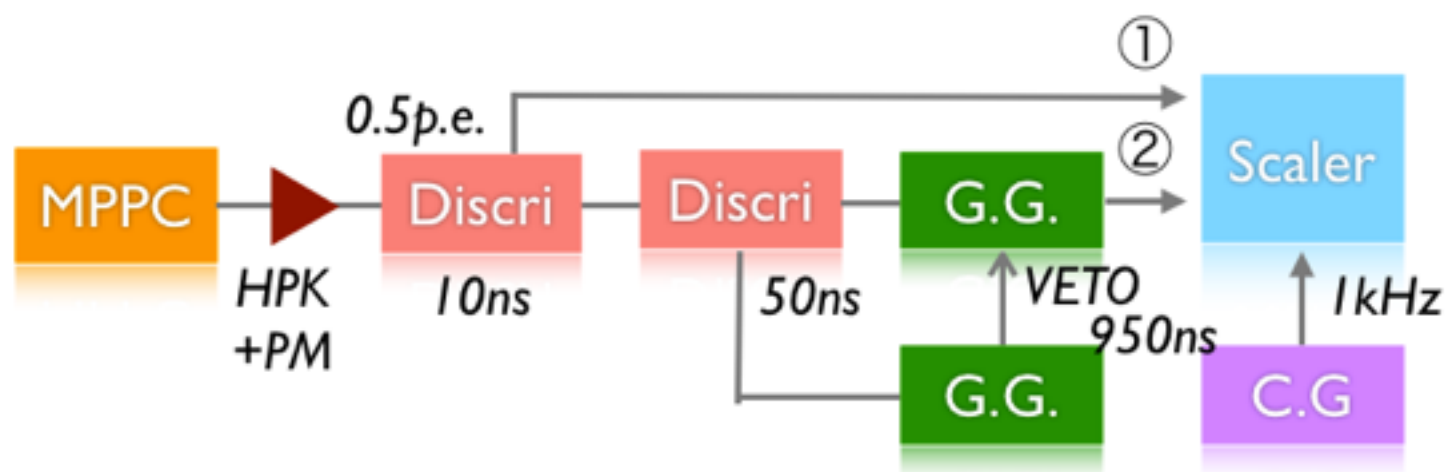 ①
0.5p.e.
②
MPPC
Discri
Discri
G.G.
Scaler
HPK
+PM
10ns
50ns
VETO
950ns
1kHz
G.G.
C.G